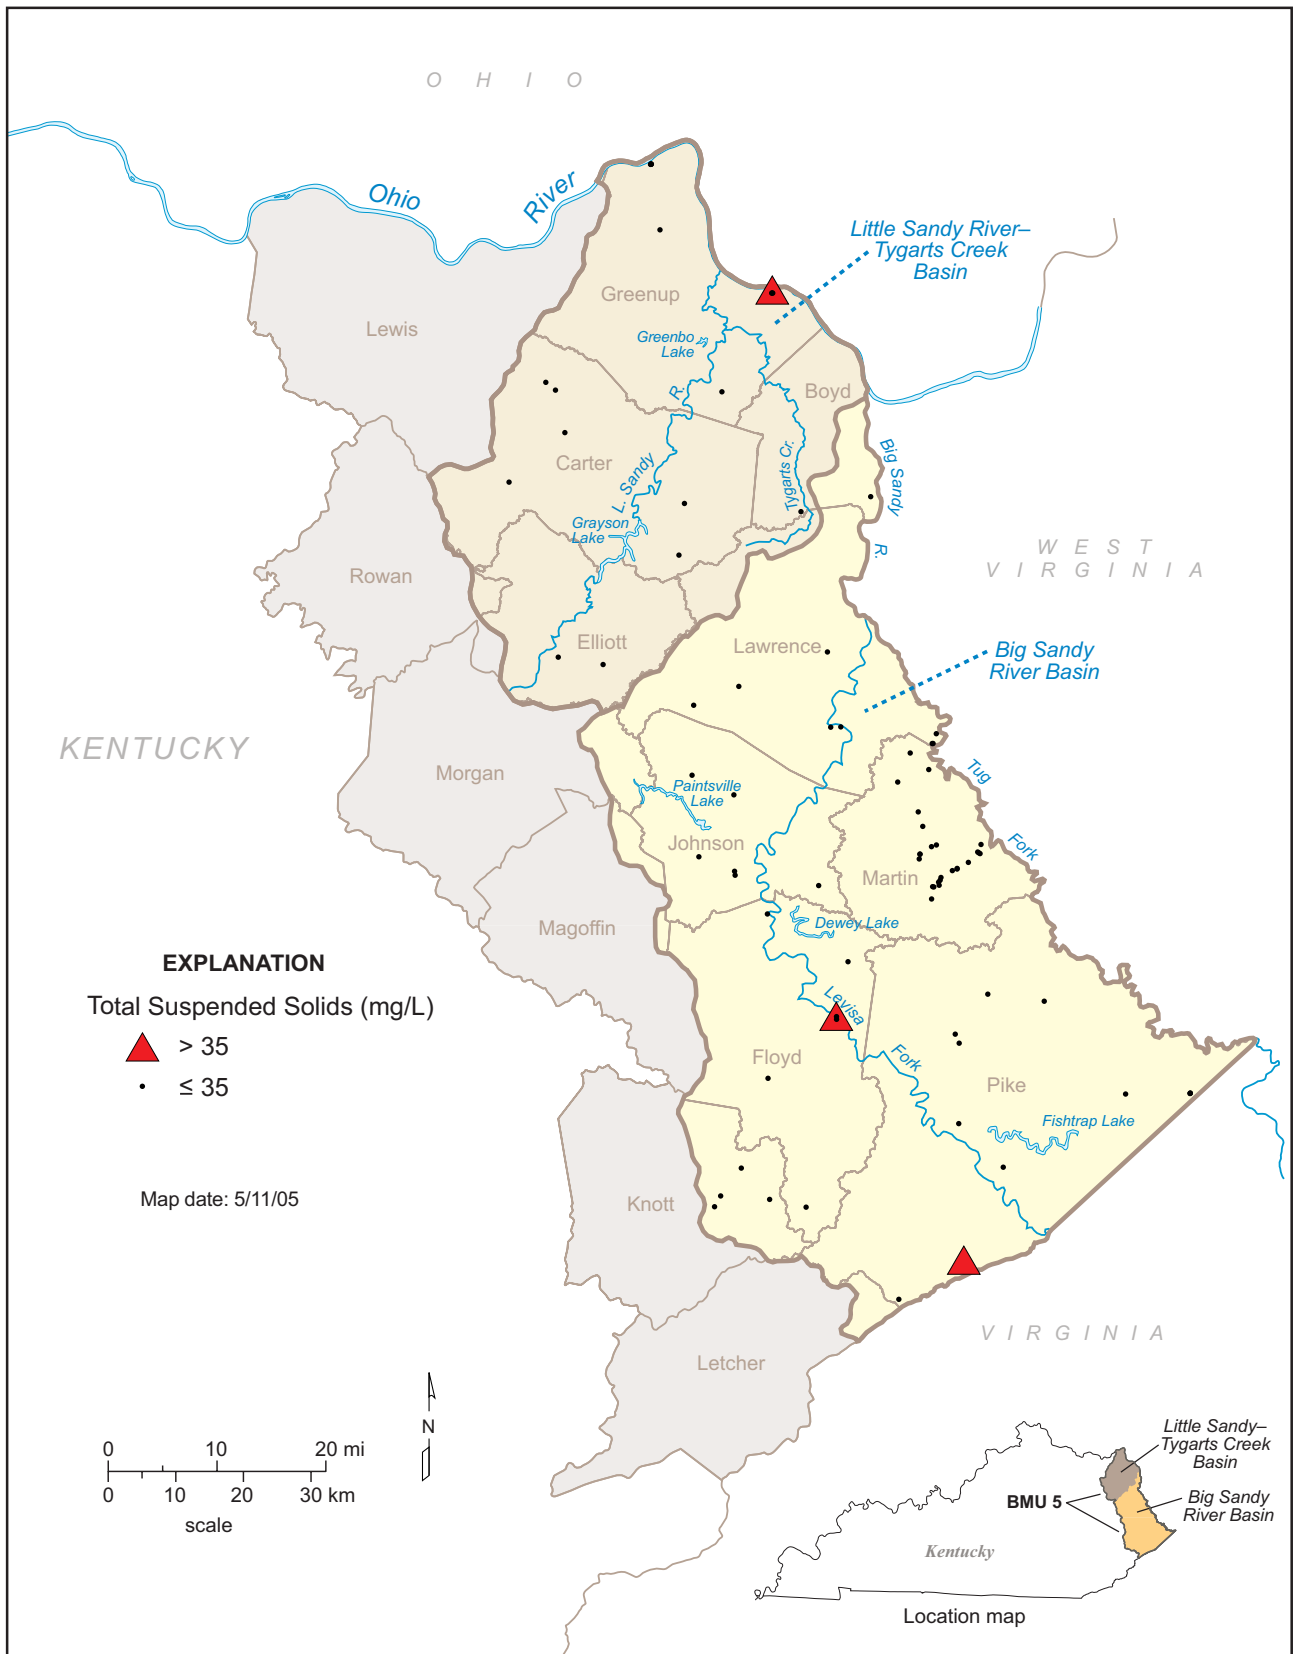 OHIO
Ohio
River
Little Sandy River–
Tygarts Creek
Basin
Greenup
Lewis
Greenbo
Lake
R.
Boyd
Carter
L. Sandy
Tygarts Cr.
Big Sandy
R.
Grayson
Lake
WEST
VIRGINIA
Rowan
Elliott
Lawrence
Big Sandy
River Basin
KENTUCKY
Morgan
Tug
Fork
Paintsville
Lake
Johnson
Martin
Magoffin
Dewey Lake
EXPLANATION
Total Suspended Solids (mg/L)
> 35
≤ 35
Levisa
Fork
Floyd
Pike
Fishtrap Lake
Map date: 5/11/05
Knott
VIRGINIA
Letcher
N
0 10 20 mi
0 10 20 30 km
scale
Little Sandy–
Tygarts Creek
Basin
BMU 5
Big Sandy
River Basin
Kentucky
Location map